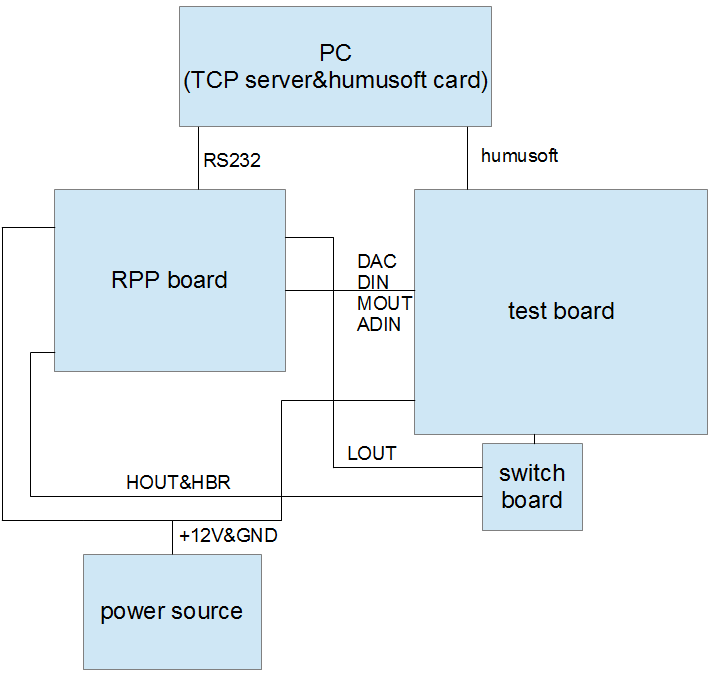 PC
(TCP server&humusoft card)
RS232
humusoft
RPP board
DAC
DIN
MOUT
ADIN
test board
LOUT
switch
board
HOUT&HBR
+12V&GND
power source